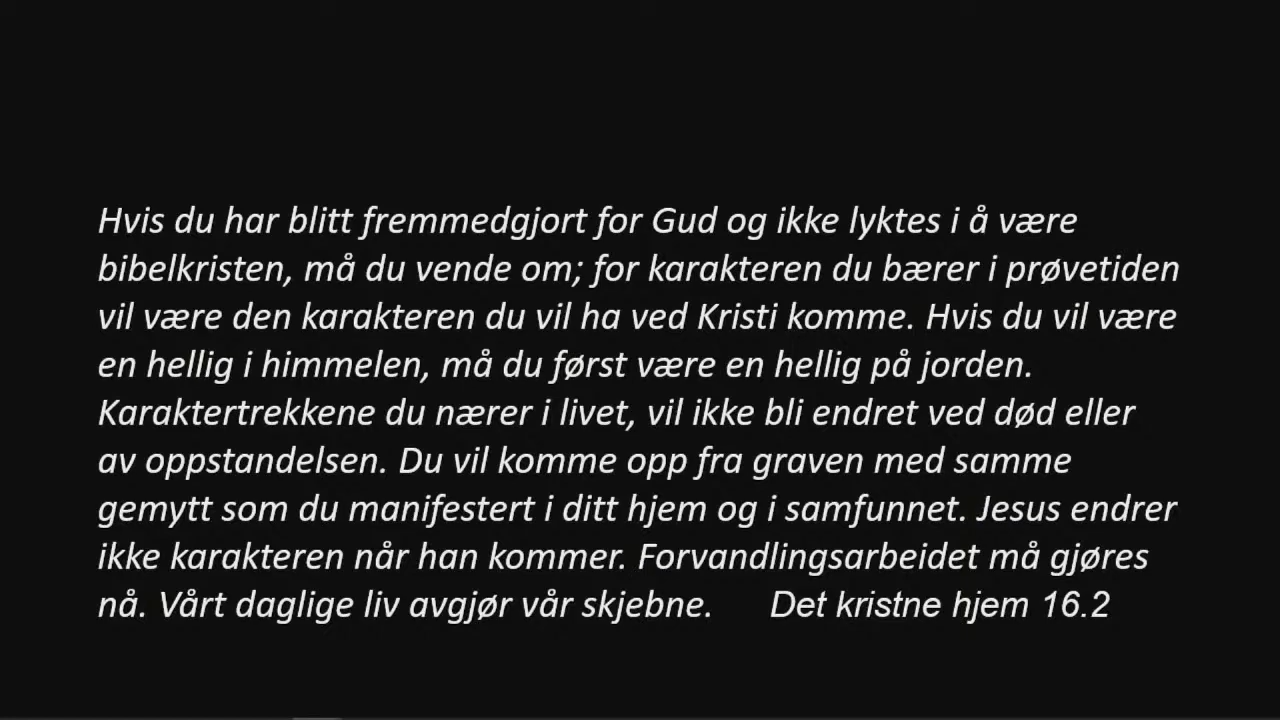 Hvis du har blitt fremmedgjort for Gud og ikke lyktes i å være
bibelkristen, må du vende om; for karakteren du bærer i prøvetiden
vil være den karakteren du vil ha ved Kristi komme. Hvis du vil være
en hellig i himmelen, må du først være en hellig på jorden.
Karaktertrekkene du nærer i livet, vil ikke bli endret ved død eller
av oppstandelsen. Du vil komme opp fra graven med samme
gemytt som du manifestert i ditt hjem og i samfunnet. Jesus endrer
ikke karakteren når han kommer. Forvandlingsarbeidet må gjøres
nå. Vårt daglige liv avgjør vår skjebne. Det kristne hjem 16.2